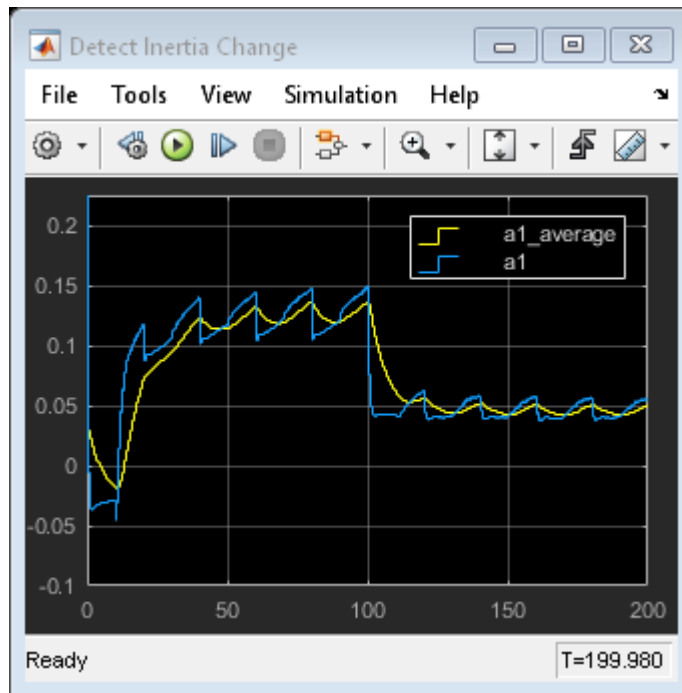 Detect Inertia Change
File Tools View Simulation Help
0.2
0.15
0.1
0.05
0
-0.05
-0.1
a1_average
a1
0 50 100 150 200
Ready T=199.980